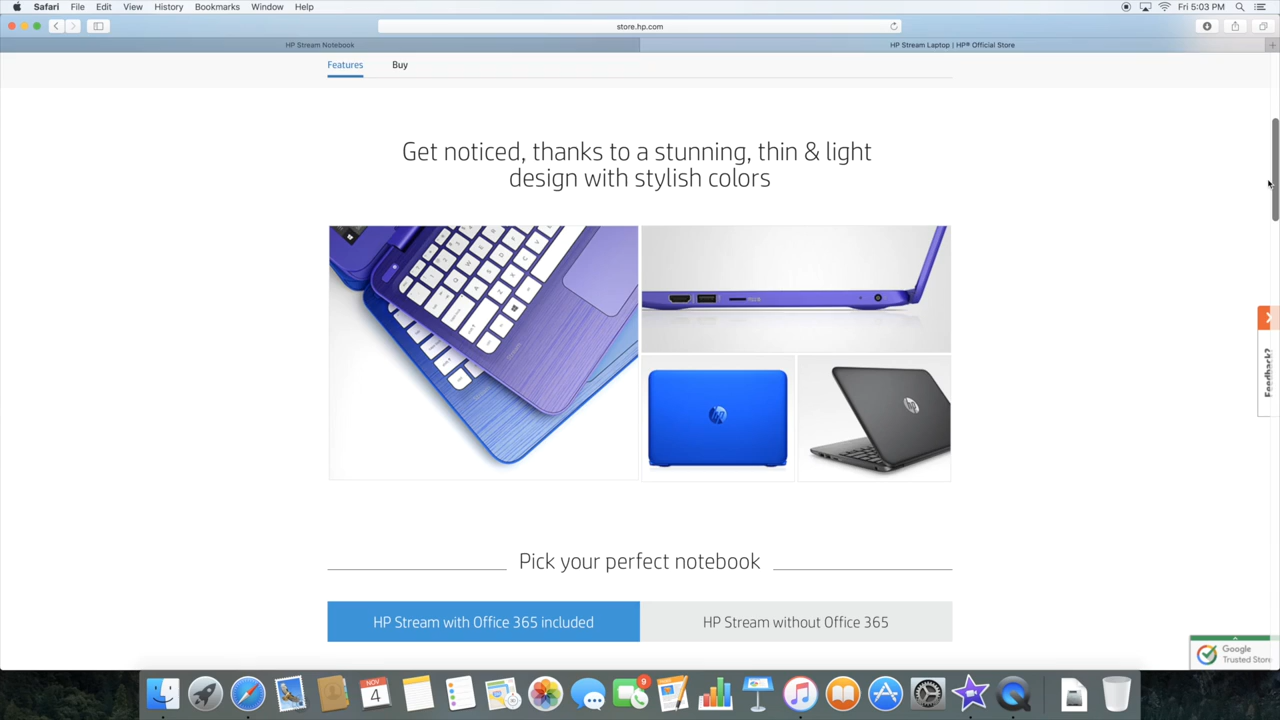 Safari File Edit View History Bookmarks Window Help
Fri 5:03 PM
store.hp.com
HP Stream Notebook
HP Stream Laptop | HP® Official Store
Features Buy
Get noticed, thanks to a stunning, thin & light
design with stylish colors
hp
hp
Feedback?
Pick your perfect notebook
HP Stream with Office 365 included
HP Stream without Office 365
Google
Trusted Store
NOV
4
9